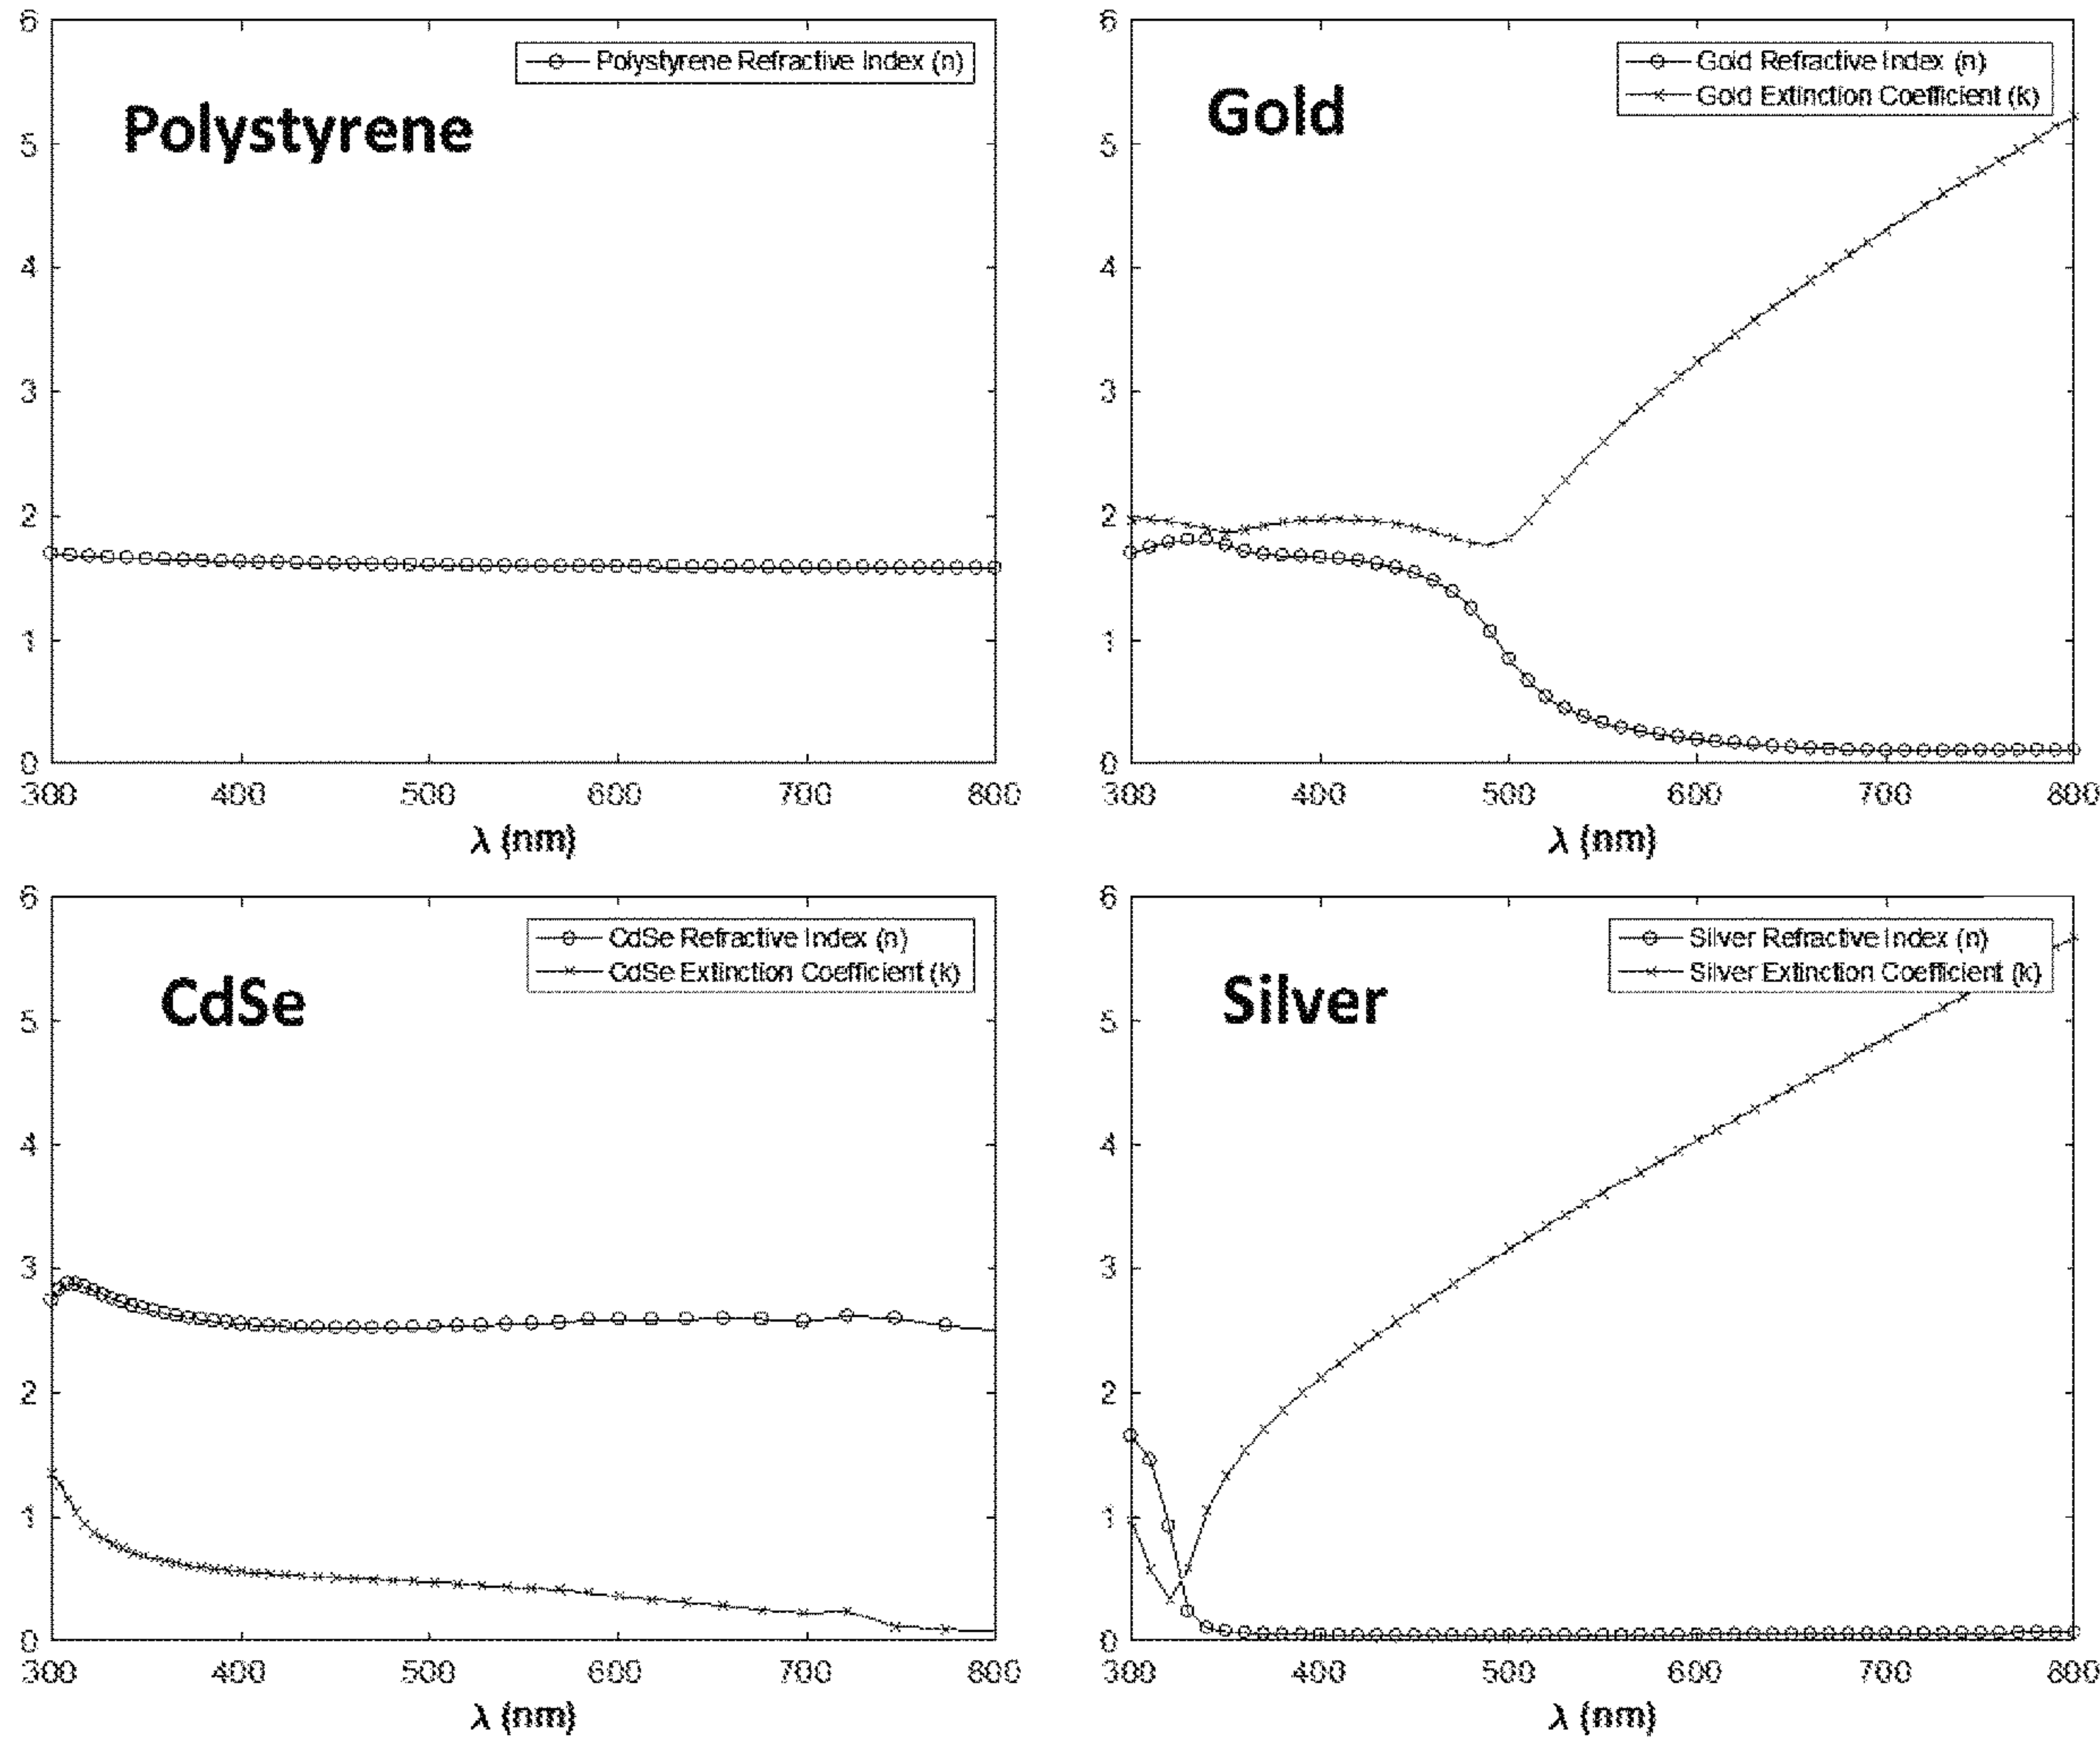 Polystyrene
Polystyrene Refractive Index (n)
6
5
4
3
2
1
0
300 400 500 600 700 800
λ (nm)
Gold
Gold Refractive Index (n)
Gold Extinction Coefficient (k)
6
5
4
3
2
1
0
300 400 500 600 700 800
λ (nm)
CdSe
CdSe Refractive Index (n)
CdSe Extinction Coefficient (k)
6
5
4
3
2
1
0
300 400 500 600 700 800
λ (nm)
Silver
Silver Refractive Index (n)
Silver Extinction Coefficient (k)
6
5
4
3
2
1
0
300 400 500 600 700 800
λ (nm)